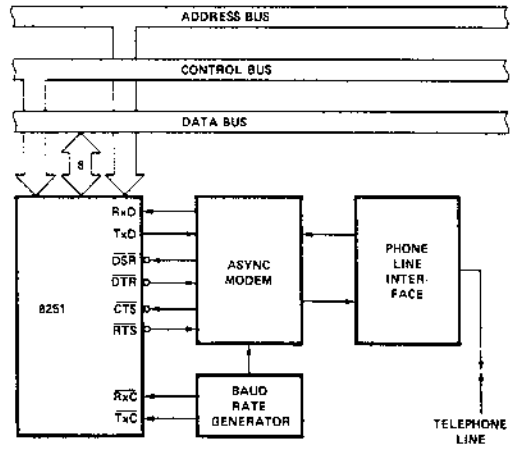 ADDRESS BUS
CONTROL BUS
DATA BUS
8
RxD
TxD
DSR
DTR
CTS
RTS
RxC
TxC
8251
ASYNC
MODEM
PHONE
LINE
INTER-
FACE
BAUD
RATE
GENERATOR
TELEPHONE
LINE